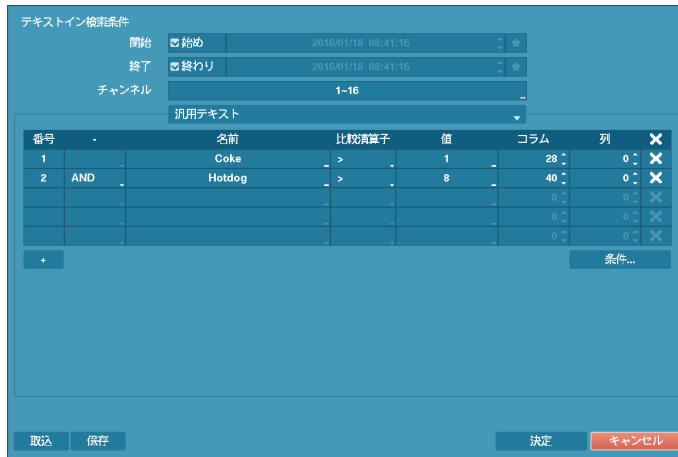 テキストイン検索条件
開始 始め 2016/01/18 08:41:16
終了 終わり 2016/01/18 08:41:16
チャンネル 1~16 ...
汎用テキスト
番号 - 名前 比較演算子 値 コラム 列
1 Coke > 1 28 0
2 AND Hotdog > 8 40 0
0 0
0 0
0 0
+ 条件...
取込 保存 決定 キャンセル